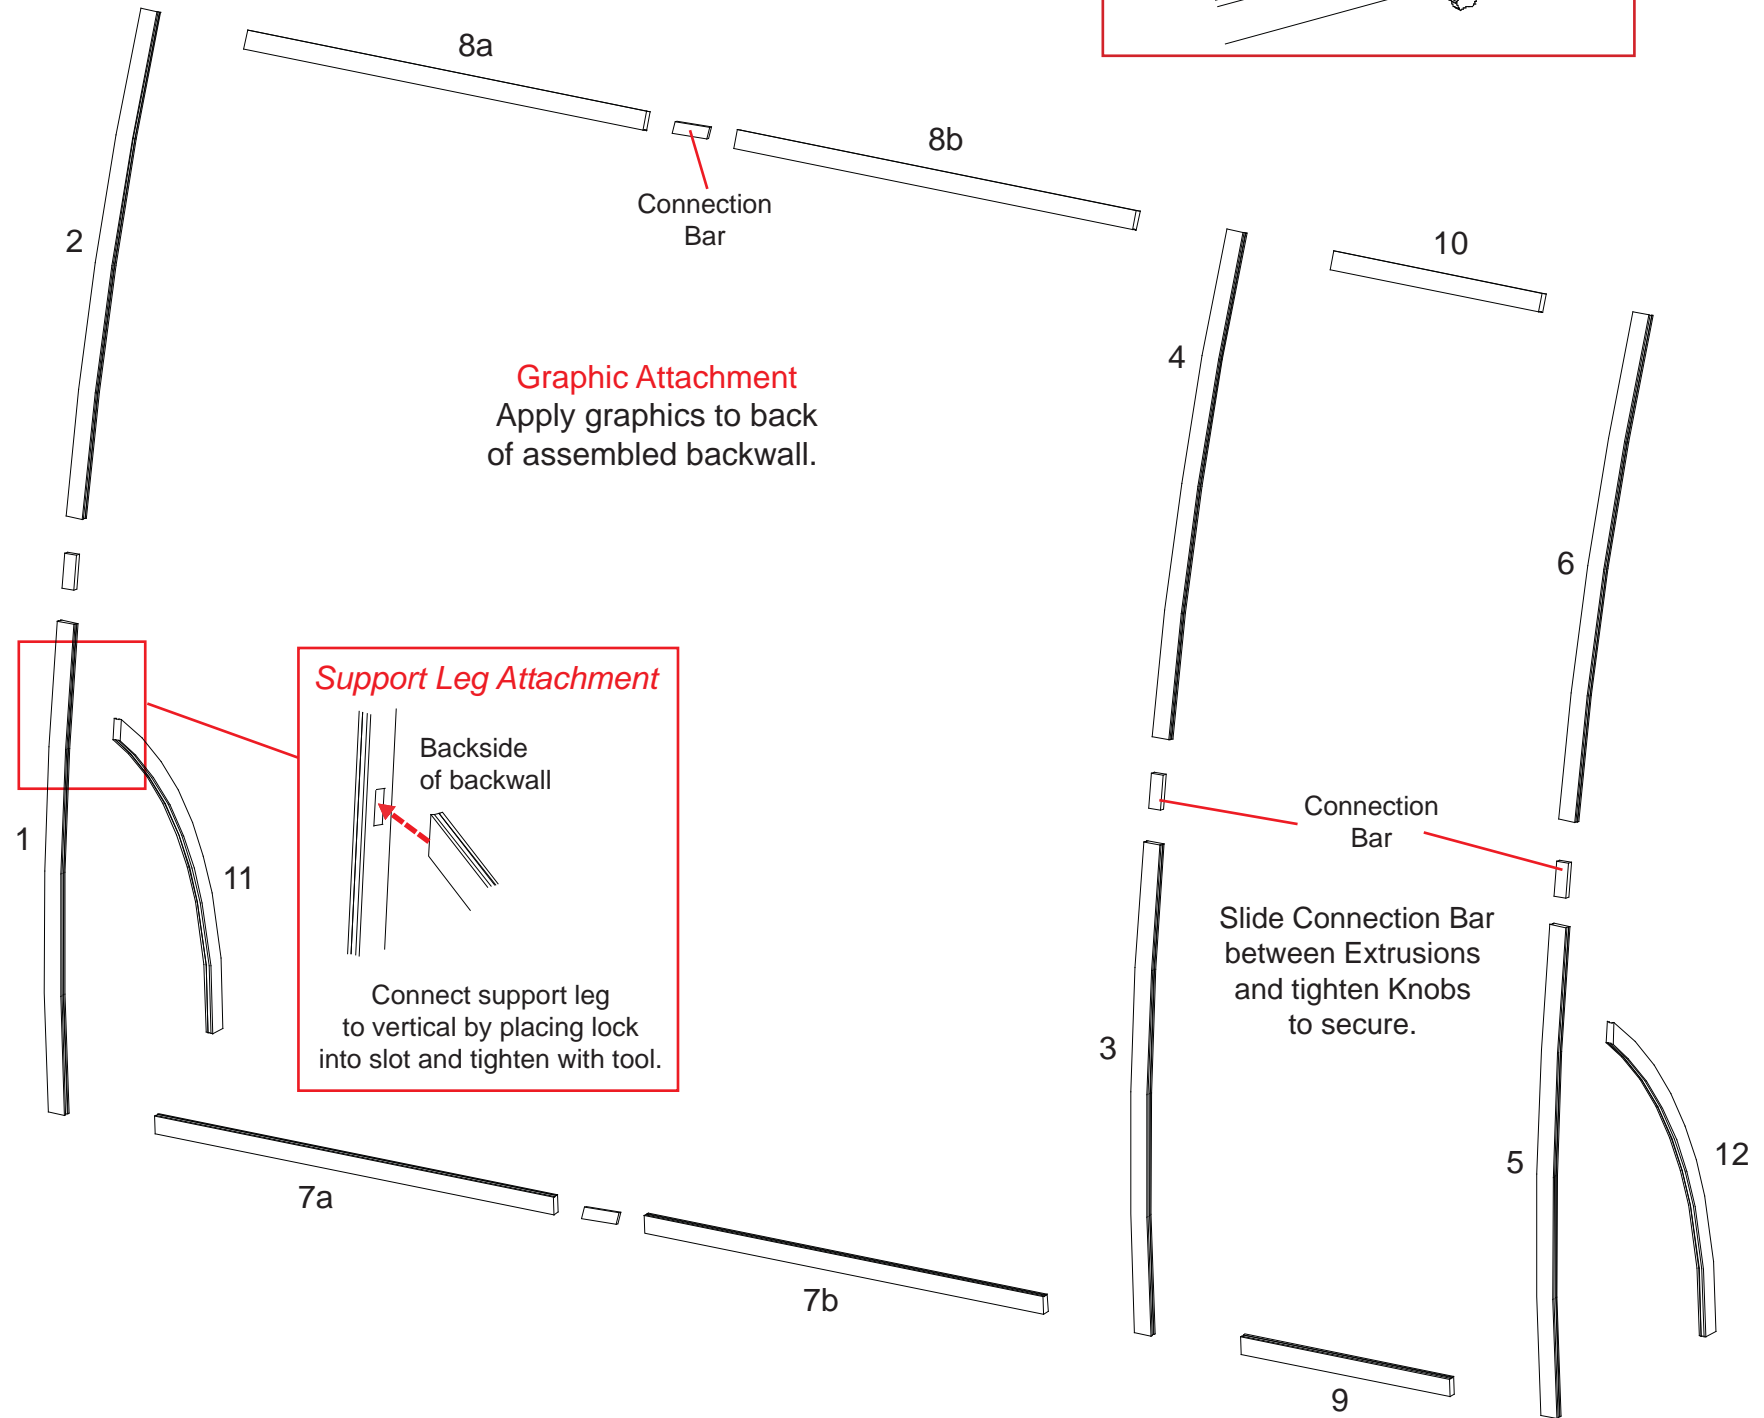 8a
8b
Connection
Bar
2
10
4
Graphic Attachment
Apply graphics to back
of assembled backwall.
6
Support Leg Attachment
Backside
of backwall
Connect support leg
to vertical by placing lock
into slot and tighten with tool.
1
11
Connection
Bar
Slide Connection Bar
between Extrusions
and tighten Knobs
to secure.
3
5
12
7a
7b
9